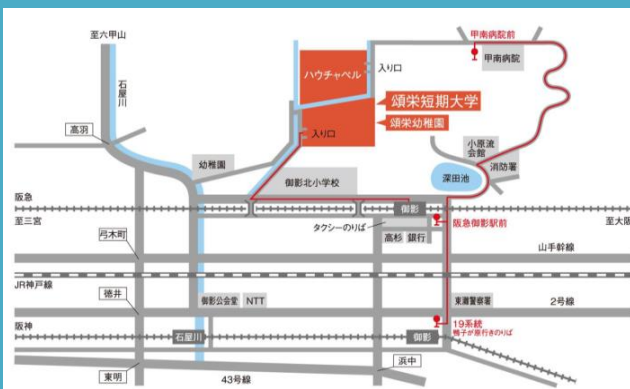 至六甲山
石屋川
高羽
ハウチャペル
入り口
甲南病院前
甲南病院
頌栄短期大学
頌栄幼稚園
入り口
幼稚園
御影北小学校
小原流
会館
消防署
深田池
阪急
至三宮
御影
タクシーのりば
阪急御影駅前
至大阪
弓木町
高杉
銀行
山手幹線
JR神戸線
徳井
御影公会堂
NTT
東灘警察署
2号線
阪神
石屋川
御影
19系統
鴨子が原行きのりば
東明
43号線
浜中